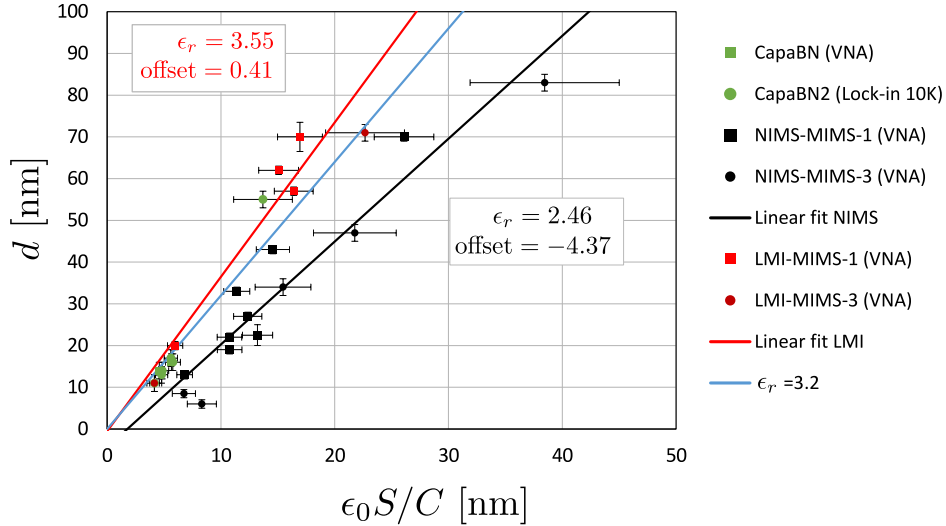 100
90
80
70
60
50
40
30
20
10
0
d [nm]
ϵr = 3.55
offset = 0.41
ϵr = 2.46
offset = −4.37
0 10 20 30 40 50
ϵ0S/C [nm]
CapaBN (VNA)
CapaBN2 (Lock-in 10K)
NIMS-MIMS-1 (VNA)
NIMS-MIMS-3 (VNA)
Linear fit NIMS
LMI-MIMS-1 (VNA)
LMI-MIMS-3 (VNA)
Linear fit LMI
ϵr =3.2